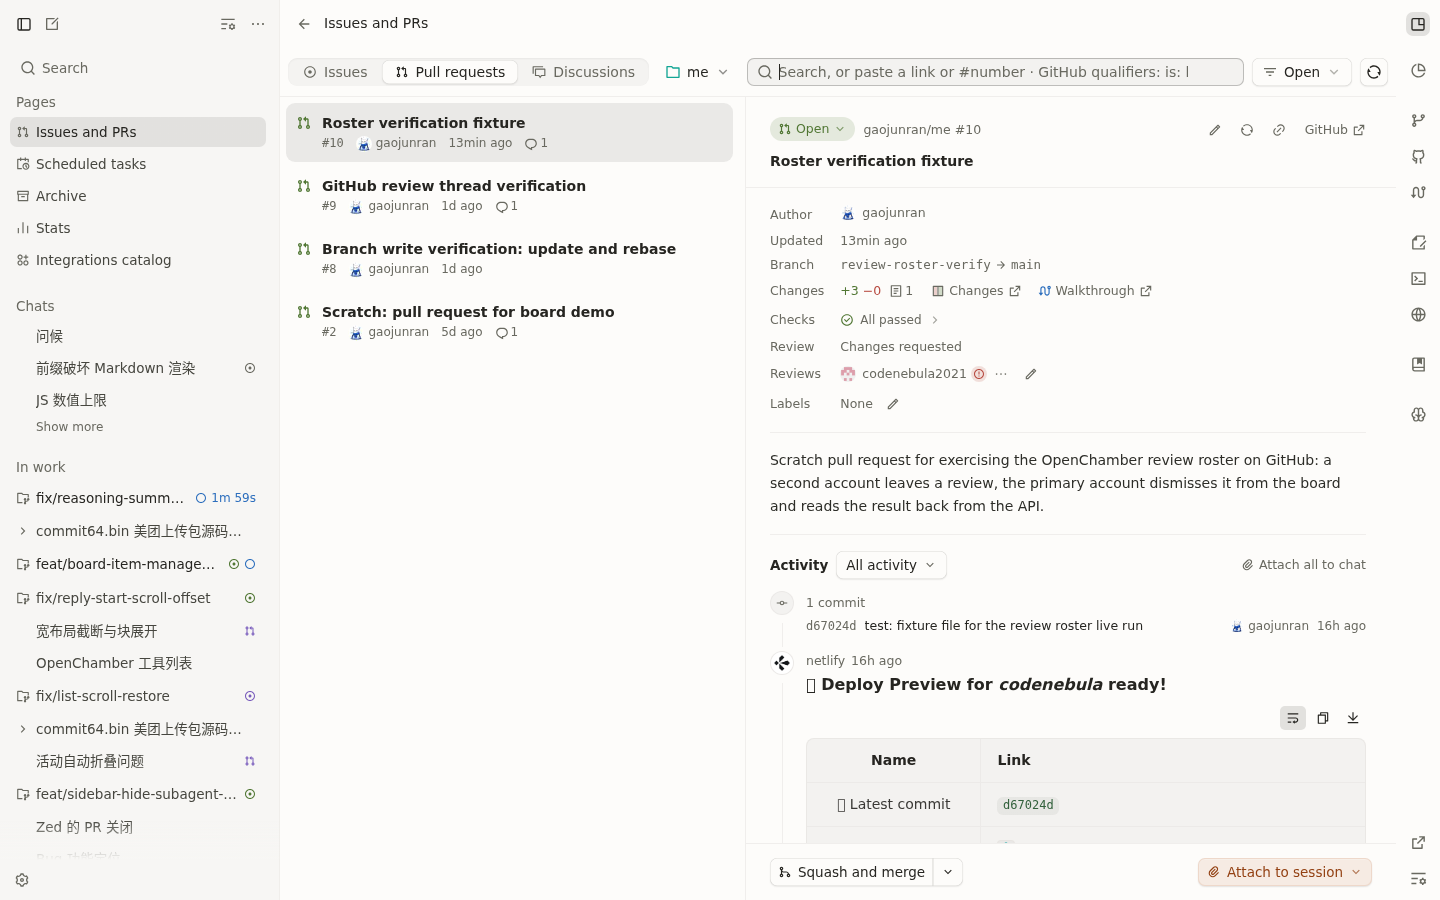 Issues and PRs
Search
Pages
Issues and PRs
Scheduled tasks
Archive
Stats
Integrations catalog
Chats
问候
前缀破坏 Markdown 渲染
JS 数值上限
Show more
In work
fix/reasoning-summ... 1m 59s
commit64.bin 美团上传包源码...
feat/board-item-manage...
fix/reply-start-scroll-offset
宽布局截断与块展开
OpenChamber 工具列表
fix/list-scroll-restore
commit64.bin 美团上传包源码...
活动自动折叠问题
feat/sidebar-hide-subagent-...
Zed 的 PR 关闭
Issues Pull requests Discussions me
Search, or paste a link or #number · GitHub qualifiers: is: l
Open
Roster verification fixture
#10 gaojunran 13min ago 1
GitHub review thread verification
#9 gaojunran 1d ago 1
Branch write verification: update and rebase
#8 gaojunran 1d ago
Scratch: pull request for board demo
#2 gaojunran 5d ago 1
Open gaojunran/me #10 GitHub
Roster verification fixture
Author gaojunran
Updated 13min ago
Branch review-roster-verify → main
Changes +3 −0 1 Changes Walkthrough
Checks All passed
Review Changes requested
Reviews codenebula2021
Labels None
Scratch pull request for exercising the OpenChamber review roster on GitHub: a
second account leaves a review, the primary account dismisses it from the board
and reads the result back from the API.
Activity All activity Attach all to chat
1 commit
d67024d test: fixture file for the review roster live run gaojunran 16h ago
netlify 16h ago
Deploy Preview for codenebula ready!
Name Link
Latest commit d67024d
Squash and merge
Attach to session